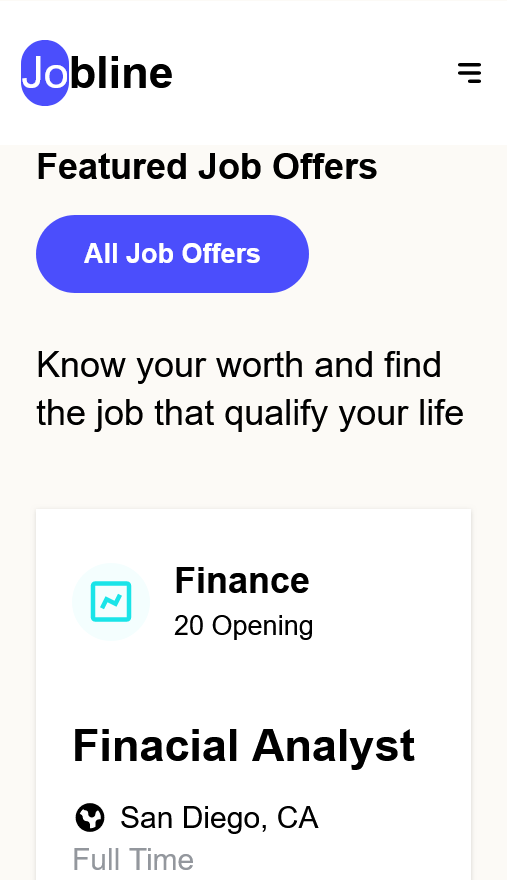 Jobline
Featured Job Offers
All Job Offers
Know your worth and find
the job that qualify your life
Finance
20 Opening
Finacial Analyst
San Diego, CA
Full Time